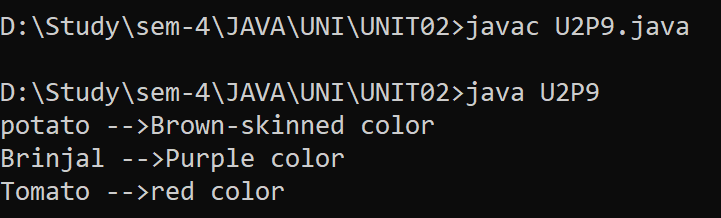 D:\Study\sem-4\JAVA\UNI\UNIT02>javac U2P9.java
D:\Study\sem-4\JAVA\UNI\UNIT02>java U2P9
potato -->Brown-skinned color
Brinjal -->Purple color
Tomato -->red color